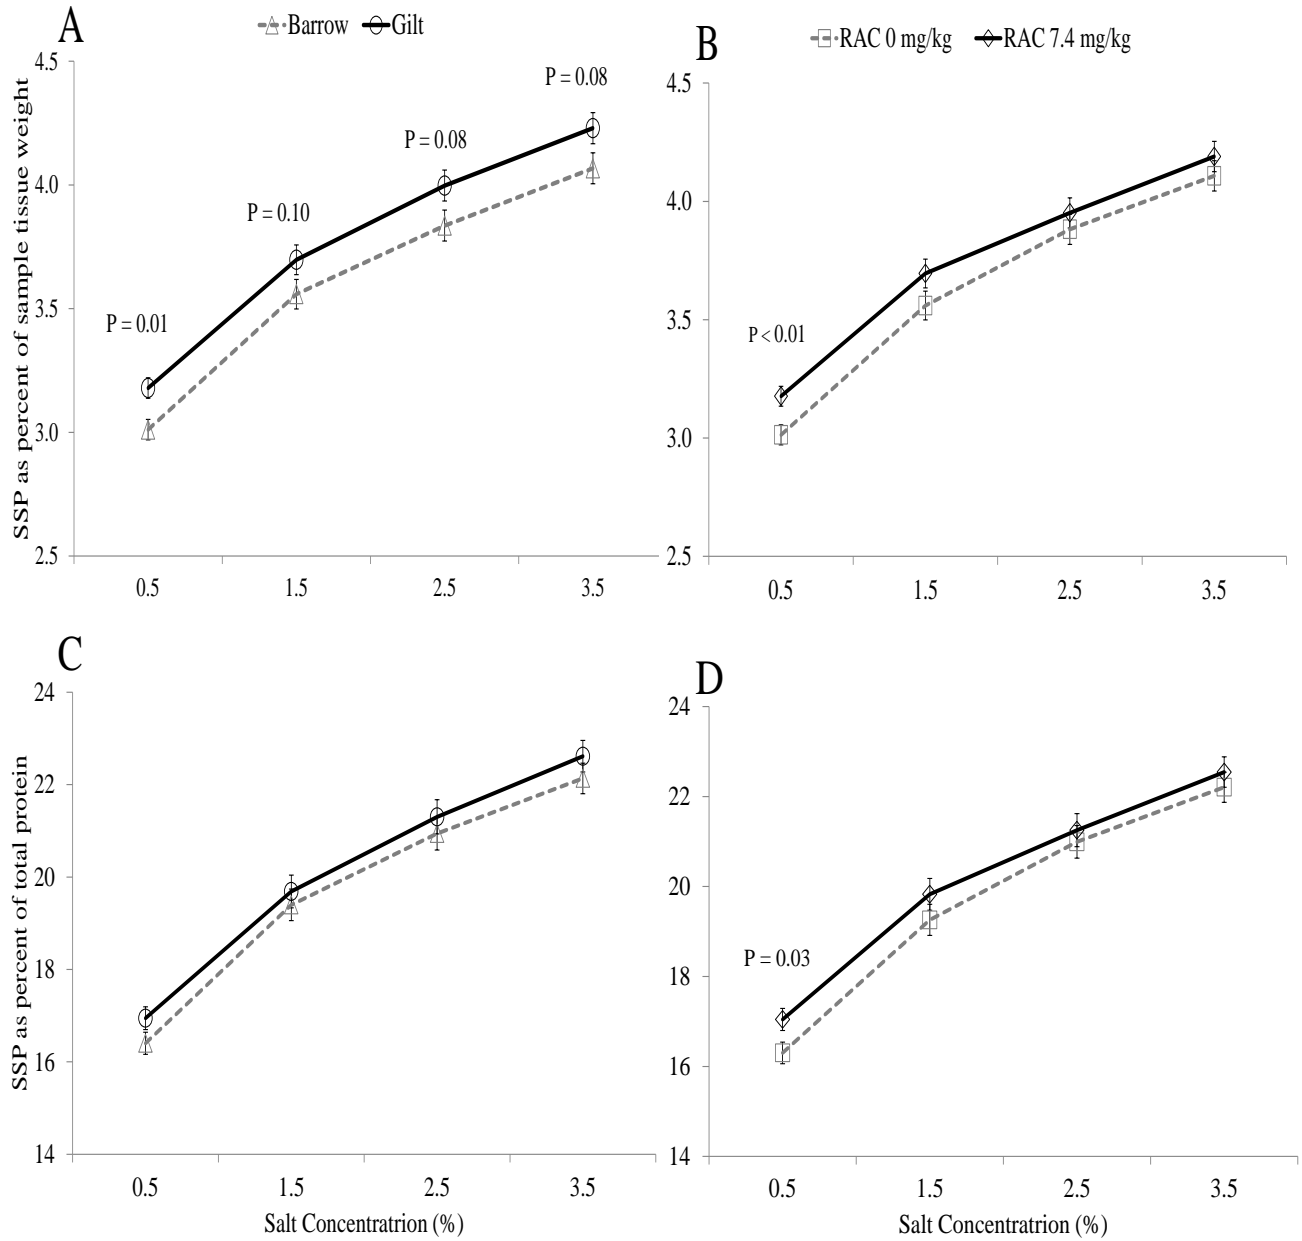 A
Barrow
Gilt
4.5
4.0
3.5
3.0
2.5
SSP as percent of sample tissue weight
P = 0.01
P = 0.10
P = 0.08
P = 0.08
0.5
1.5
2.5
3.5
B
RAC 0 mg/kg
RAC 7.4 mg/kg
4.5
4.0
3.5
3.0
2.5
P < 0.01
0.5
1.5
2.5
3.5
C
24
22
20
18
16
14
SSP as percent of total protein
0.5
1.5
2.5
3.5
Salt Concentratrion (%)
D
24
22
20
18
16
14
P = 0.03
0.5
1.5
2.5
3.5
Salt Concentratrion (%)